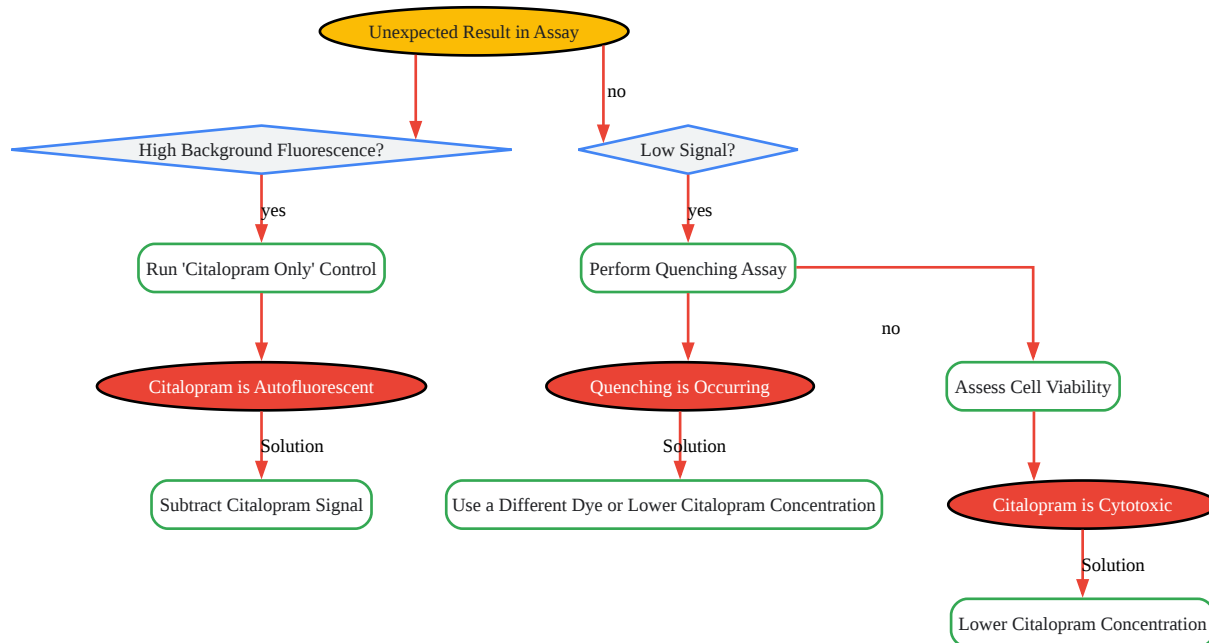 Unexpected Result in Assay
no
High Background Fluorescence?
Low Signal?
yes
yes
Run 'Citalopram Only' Control
Perform Quenching Assay
no
Citalopram is Autofluorescent
Quenching is Occurring
Assess Cell Viability
Solution
Solution
Subtract Citalopram Signal
Use a Different Dye or Lower Citalopram Concentration
Citalopram is Cytotoxic
Solution
Lower Citalopram Concentration